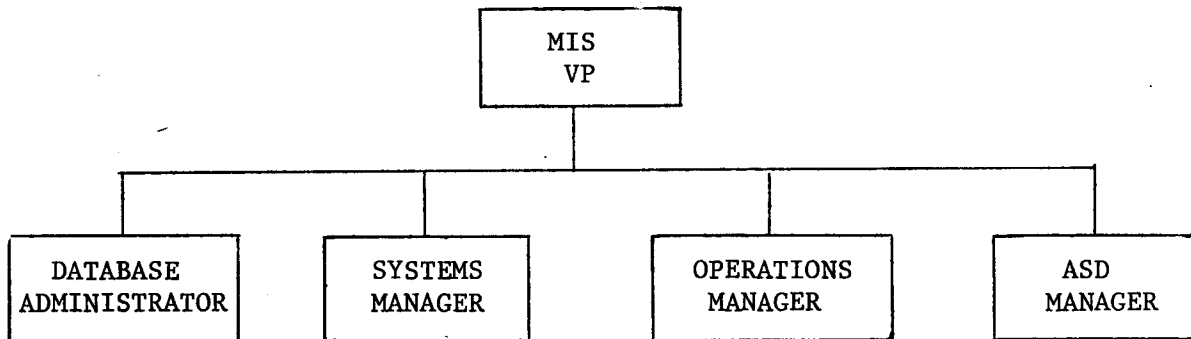 MIS
VP
DATABASE
ADMINISTRATOR
SYSTEMS
MANAGER
OPERATIONS
MANAGER
ASD
MANAGER